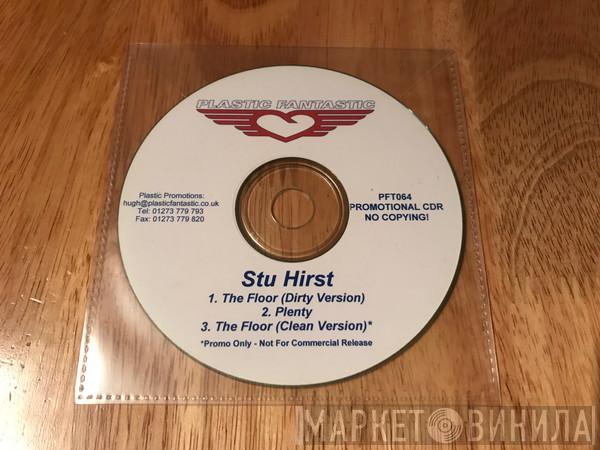 PLASTIC FANTASTIC
Plastic Promotions:
hugh@plasticfantastic.co.uk
Tel: 01273 779 793
Fax: 01273 779 820
PFT064
PROMOTIONAL CDR
NO COPYING!
Stu Hirst
1. The Floor (Dirty Version)
2. Plenty
3. The Floor (Clean Version)*
*Promo Only - Not For Commercial Release
МАРКЕТ ВИНИЛА